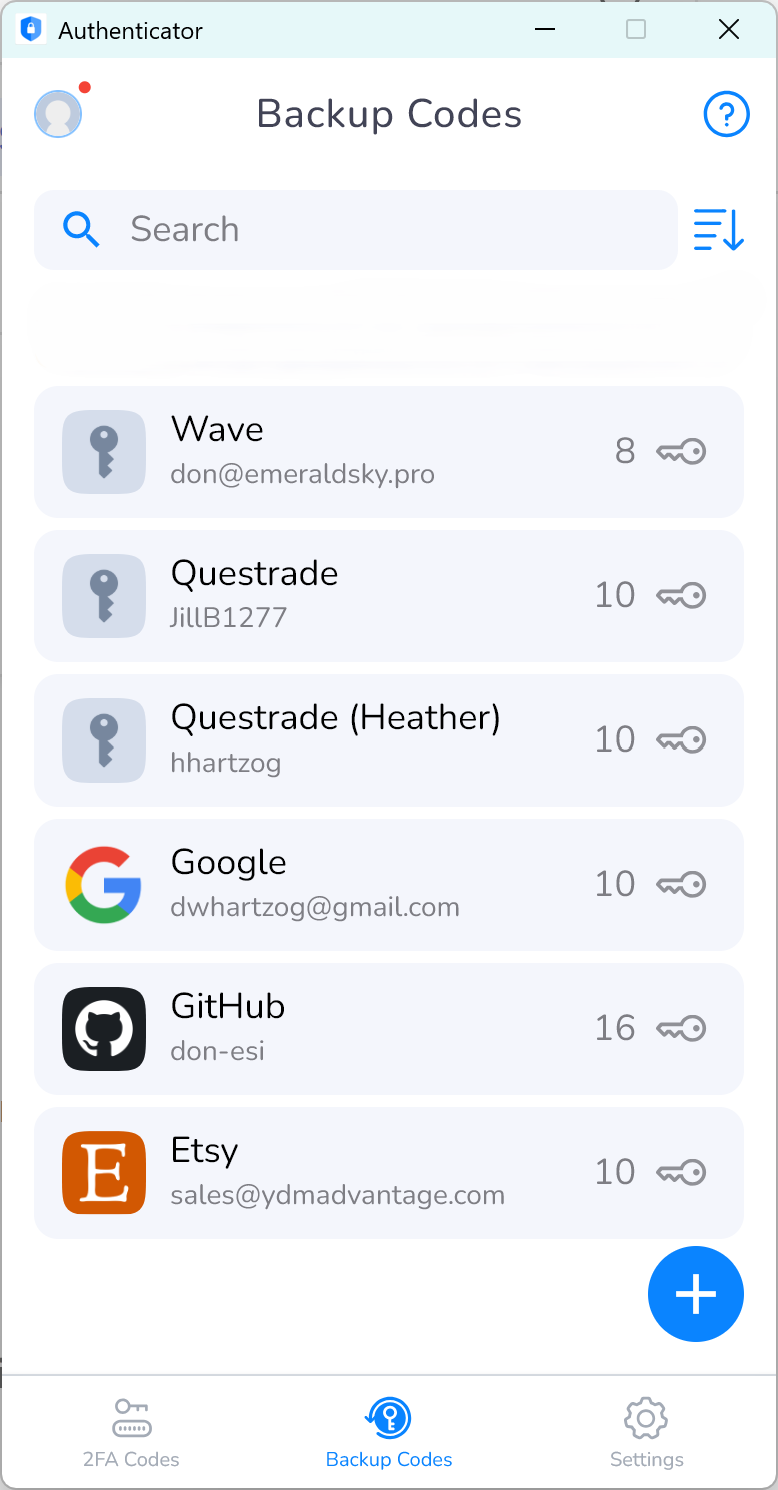 Authenticator
Backup Codes
Search
Wave
don@emeraldsky.pro
8
Questrade
JillB1277
10
Questrade (Heather)
hhartzog
10
Google
dwhartzog@gmail.com
10
GitHub
don-esi
16
Etsy
sales@ydmadvantage.com
10
2FA Codes
Backup Codes
Settings